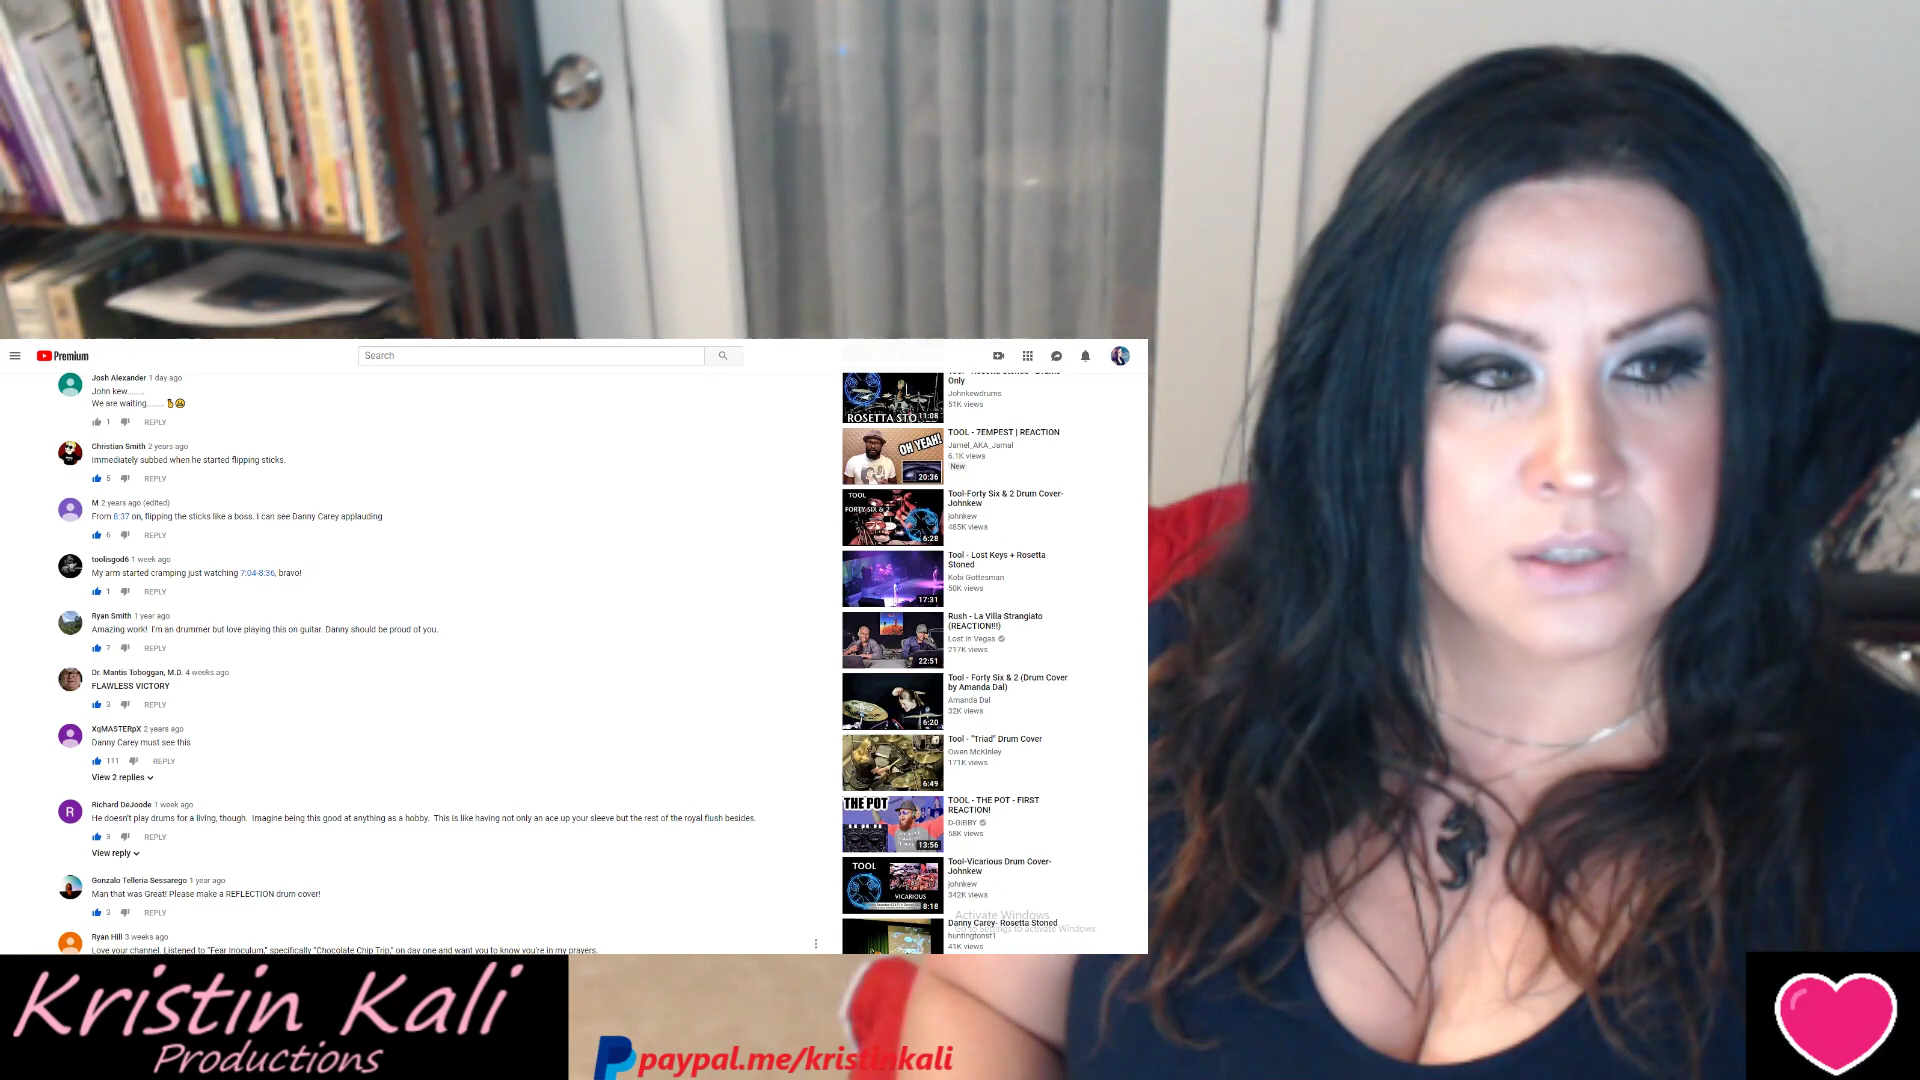 Premium
Search
Josh Alexander 1 day ago
John kew........
We are waiting........
1 REPLY
Christian Smith 2 years ago
Immediately subbed when he started flipping sticks.
5 REPLY
M 2 years ago (edited)
From 8:37 on, flipping the sticks like a boss. I can see Danny Carey applauding
6 REPLY
toolisgod6 1 week ago
My arm started cramping just watching 7:04-8:36, bravo!
1 REPLY
Ryan Smith 1 year ago
Amazing work! I'm an drummer but love playing this on guitar. Danny should be proud of you.
7 REPLY
Dr. Mantis Toboggan, M.D. 4 weeks ago
FLAWLESS VICTORY
3 REPLY
XqMASTERpX 2 years ago
Danny Carey must see this
111 REPLY
View 2 replies
R
Richard DeJoode 1 week ago
He doesn't play drums for a living, though. Imagine being this good at anything as a hobby. This is like having not only an ace up your sleeve but the rest of the royal flush besides.
3 REPLY
View reply
Gonzalo Telleria Sessarego 1 year ago
Man that was Great! Please make a REFLECTION drum cover!
3 REPLY
Ryan Hill 3 weeks ago
Love your channel. Listened to "Fear Inoculum," specifically "Chocolate Chip Trip," on day one and want you to know you're in my prayers.
Only
Johnkewdrums
51K views
ROSETTA STO
11:08
TOOL - 7EMPEST | REACTION
Jamel_AKA_Jamal
6.1K views
New
OH YEAH!
20:36
Tool-Forty Six & 2 Drum Cover-
Johnkew
johnkew
485K views
TOOL
FORTY SIX & 2
6:28
Tool - Lost Keys + Rosetta
Stoned
Kobi Gottesman
50K views
17:31
Rush - La Villa Strangiato
(REACTION!!!)
Lost In Vegas
217K views
22:51
Tool - Forty Six & 2 (Drum Cover
by Amanda Dal)
Amanda Dal
32K views
6:20
Tool - "Triad" Drum Cover
Owen McKinley
171K views
6:49
TOOL - THE POT - FIRST
REACTION!
D-GIBBY
58K views
THE POT
13:56
Tool-Vicarious Drum Cover-
Johnkew
johnkew
342K views
TOOL
VICARIOUS
8:18
Activate Windows
Go to Settings to activate Windows.
Danny Carey- Rosetta Stoned
huntingtonst1
41K views
Kristin Kali
Productions
paypal.me/kristinkali